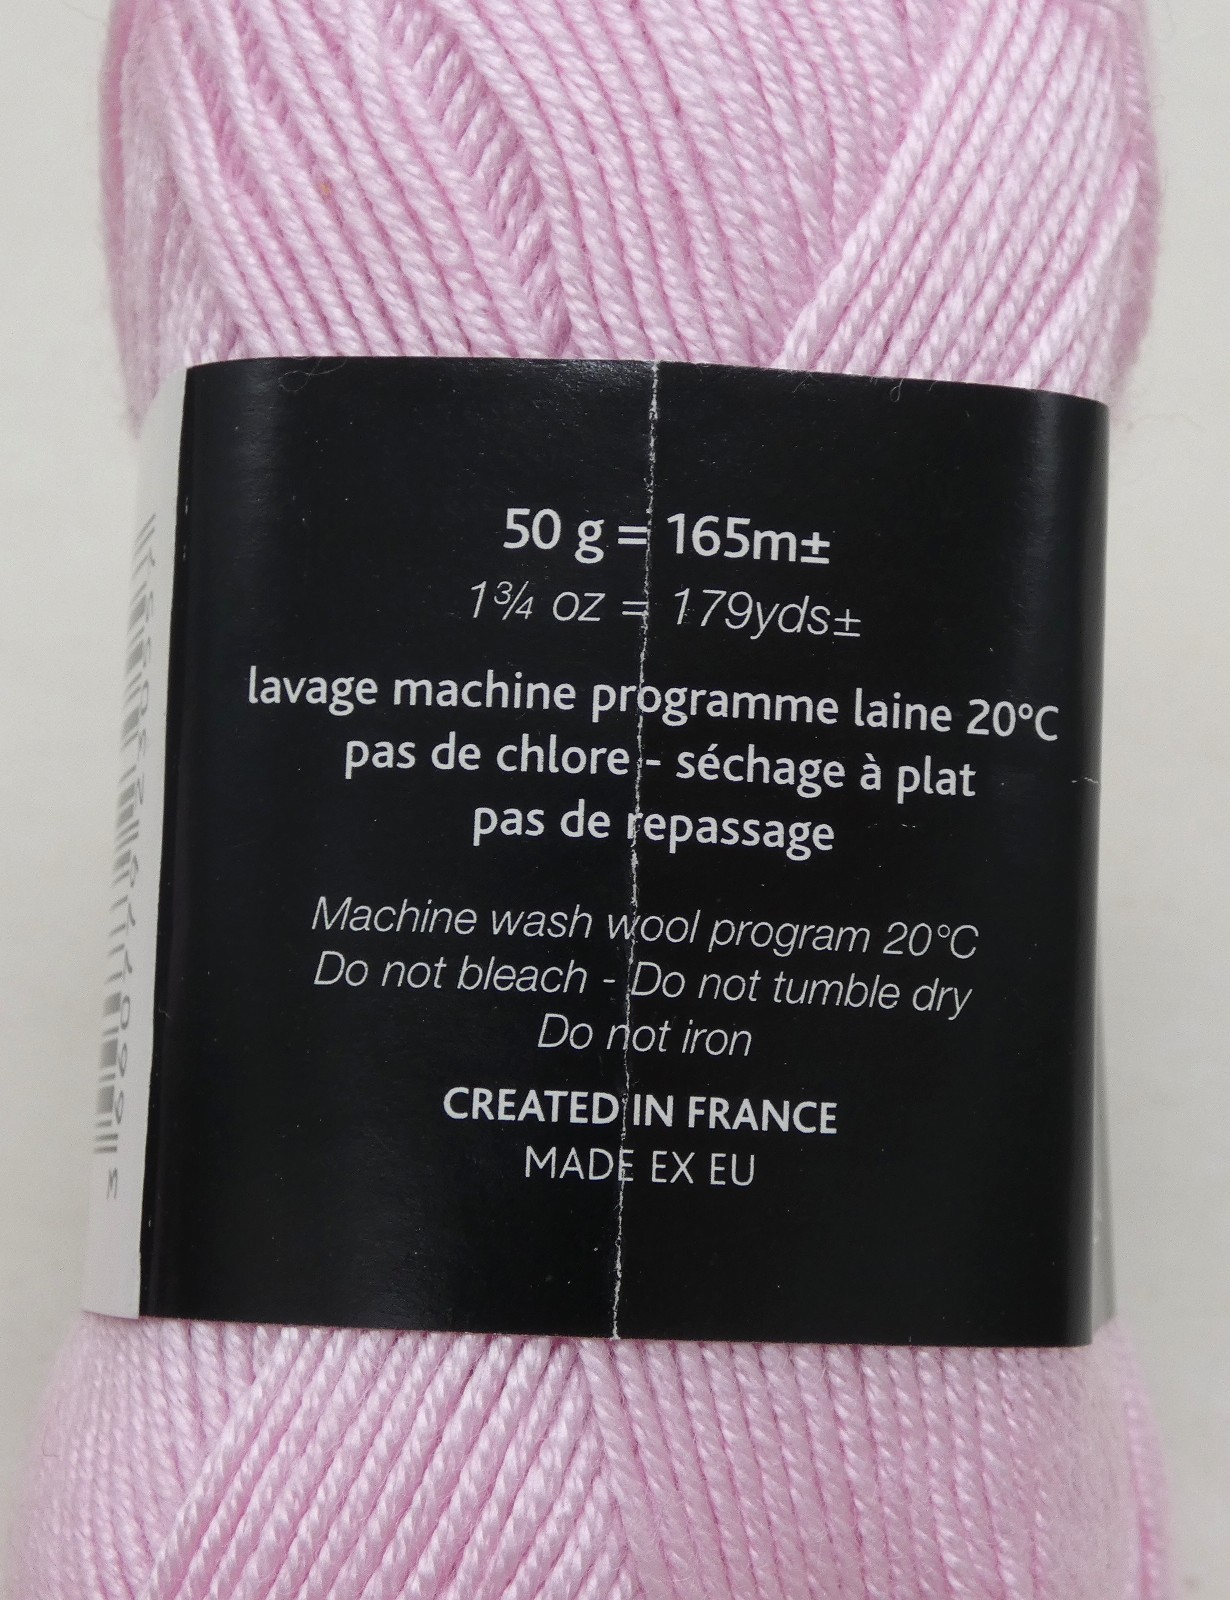 50 g = 165m±
1¾ oz = 179yds±
lavage machine programme laine 20°C
pas de chlore - séchage à plat
pas de repassage
Machine wash wool program 20°C
Do not bleach - Do not tumble dry
Do not iron
CREATED IN FRANCE
MADE EX EU